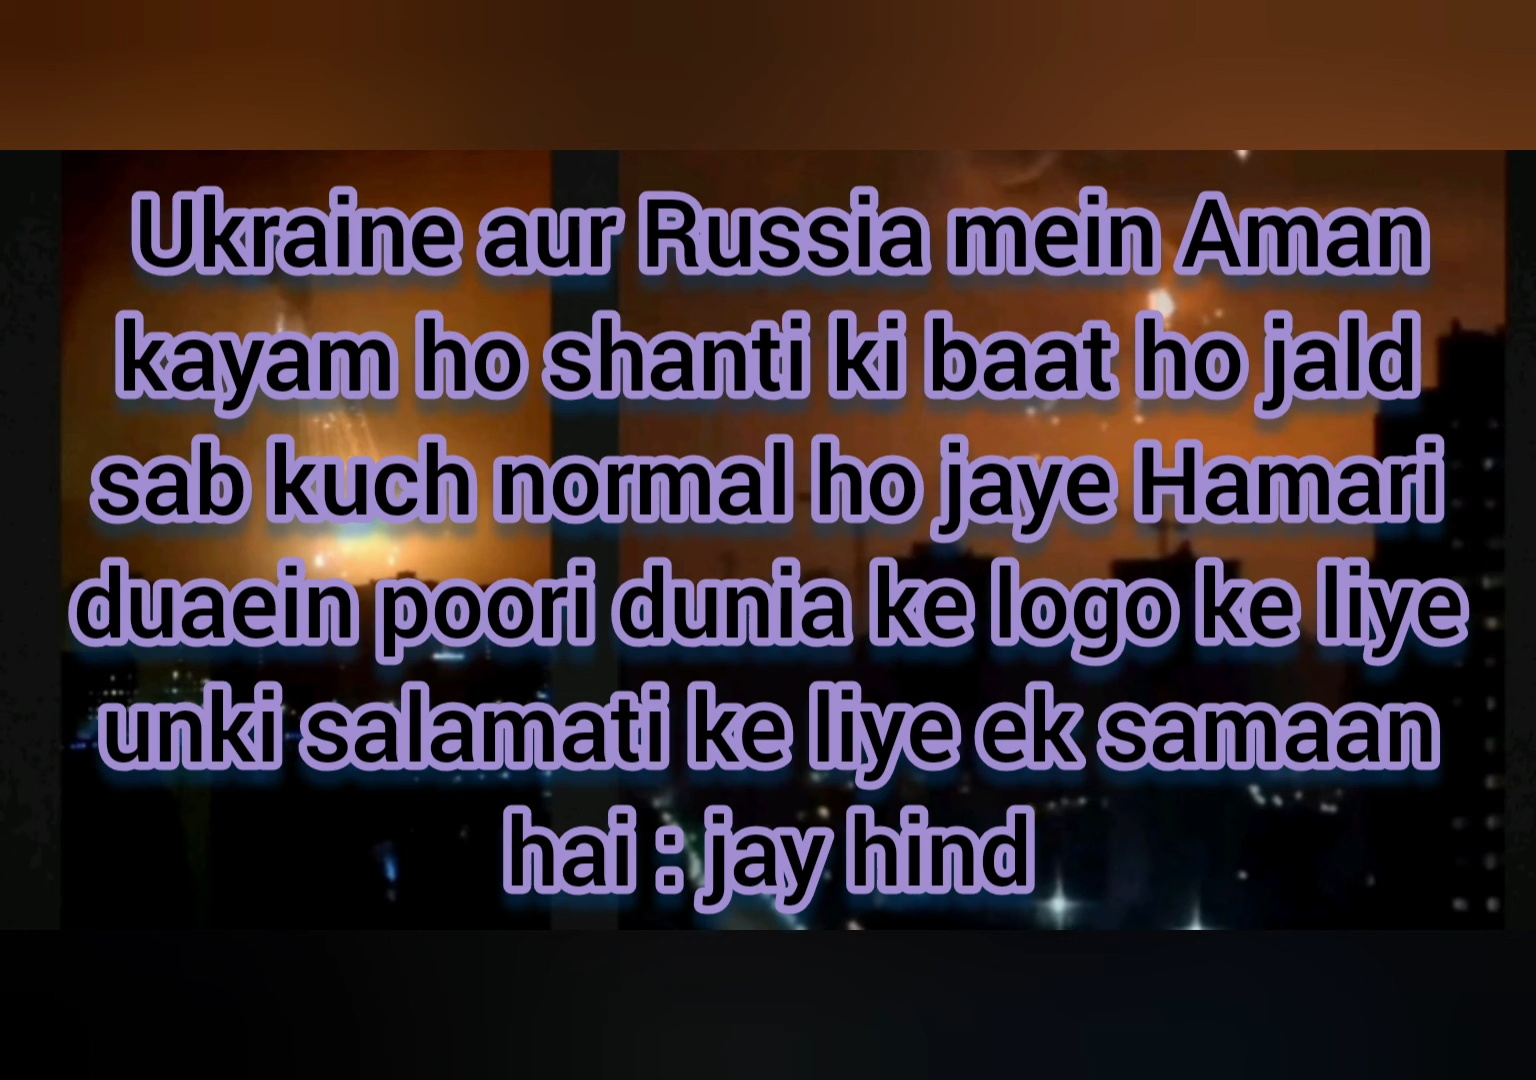 Ukraine aur Russia mein Aman
kayam ho shanti ki baat ho jald
sab kuch normal ho jaye Hamari
duaein poori dunia ke logo ke liye
unki salamati ke liye ek samaan
hai : jay hind